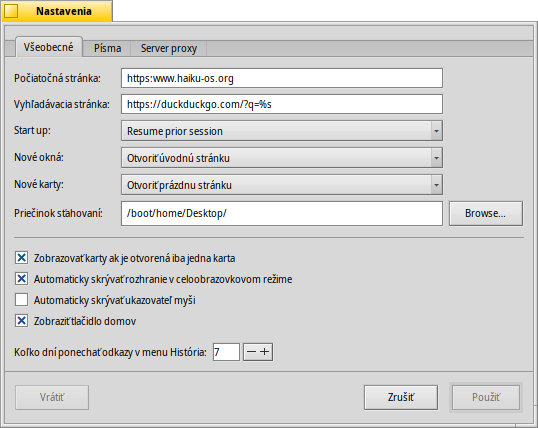 Nastavenia
Všeobecné Písma Server proxy
Počiatočná stránka: https:www.haiku-os.org
Vyhľadávacia stránka: https://duckduckgo.com/?q=%s
Start up: Resume prior session
Nové okná: Otvoriť úvodnú stránku
Nové karty: Otvoriť prázdnu stránku
Priečinok sťahovaní: /boot/home/Desktop/ Browse...
Zobrazovať karty ak je otvorená iba jedna karta
Automaticky skrývať rozhranie v celoobrazovkovom režime
Automaticky skrývať ukazovateľ myši
Zobraziť tlačidlo domov
Koľko dní ponechať odkazy v menu História: 7
Vrátiť Zrušiť Použiť